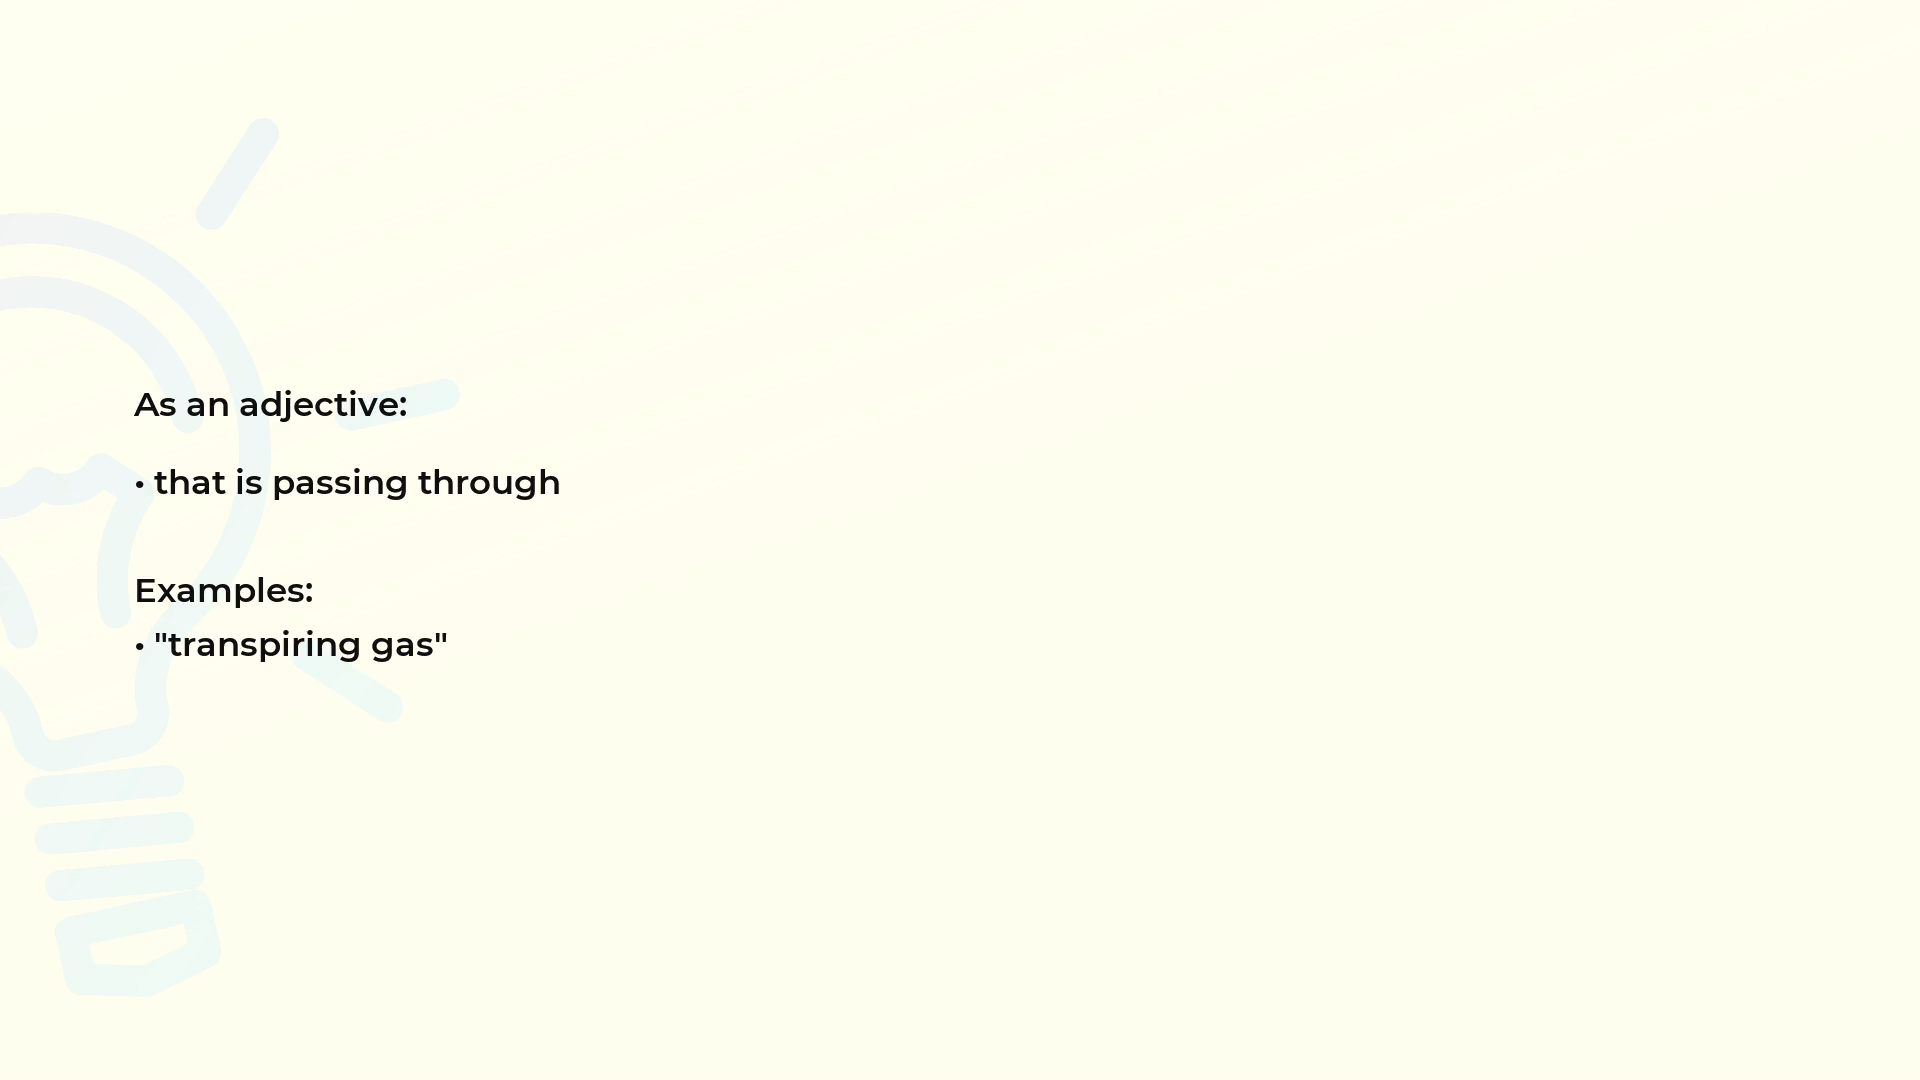 As an adjective:
• that is passing through
Examples:
• "transpiring gas"